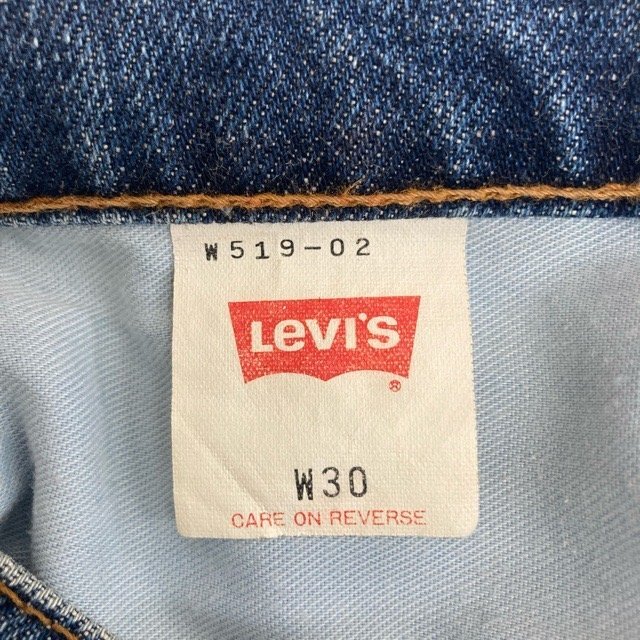 W519-02
LEVI'S
®
W30
CARE ON REVERSE